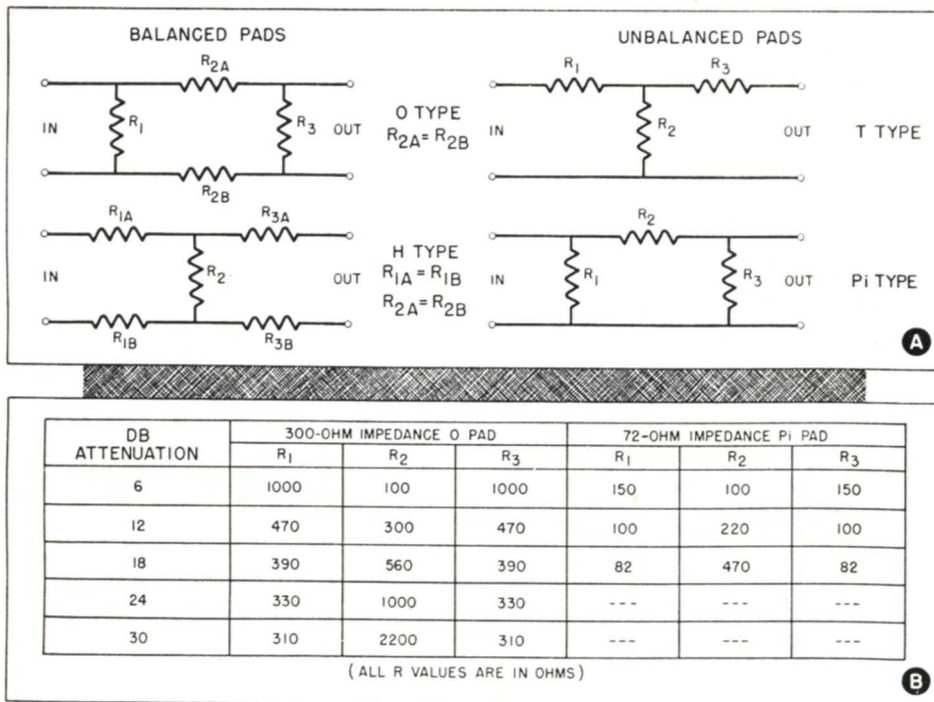 BALANCED PADS
UNBALANCED PADS
R2A
R1
R3
IN
OUT
R2B
O TYPE
R2A = R2B
R1
R3
R2
IN
OUT
T TYPE
R1A
R3A
R2
IN
OUT
R1B
R3B
H TYPE
R1A = R1B
R2A = R2B
R2
R1
R3
IN
OUT
Pi TYPE
A
DB ATTENUATION 300-OHM IMPEDANCE O PAD 72-OHM IMPEDANCE Pi PAD
R1 R2 R3 R1 R2 R3
6 1000 100 1000 150 100 150
12 470 300 470 100 220 100
18 390 560 390 82 470 82
24 330 1000 330 --- --- ---
30 310 2200 310 --- --- ---
(ALL R VALUES ARE IN OHMS)
B